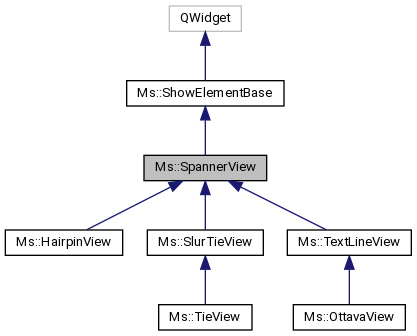 QWidget
Ms::ShowElementBase
Ms::SpannerView
Ms::HairpinView
Ms::SlurTieView
Ms::TextLineView
Ms::TieView
Ms::OttavaView